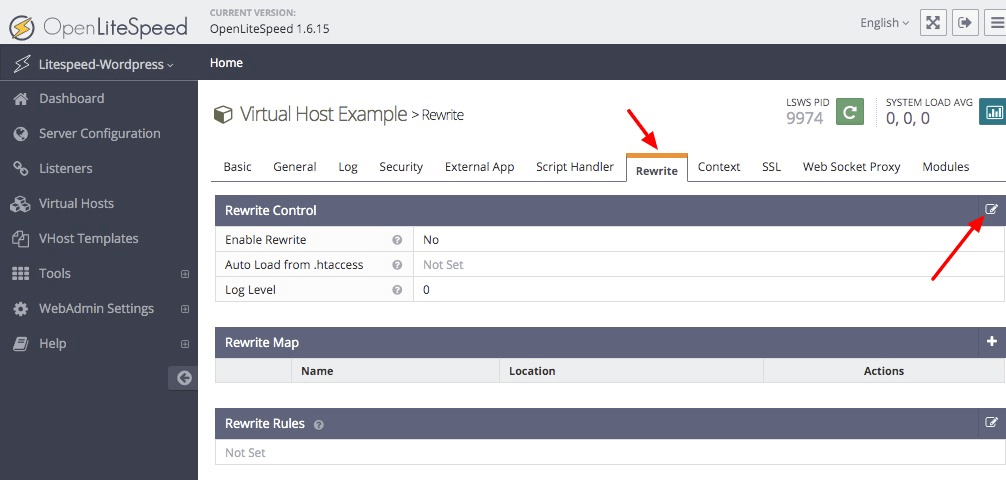 OpenLiteSpeed
CURRENT VERSION:
OpenLiteSpeed 1.6.15
English
Litespeed-Wordpress
Home
Dashboard
Server Configuration
Listeners
Virtual Hosts
VHost Templates
Tools
WebAdmin Settings
Help
Virtual Host Example > Rewrite
LSWS PID
9974
SYSTEM LOAD AVG
0, 0, 0
Basic General Log Security External App Script Handler Rewrite Context SSL Web Socket Proxy Modules
Rewrite Control
Enable Rewrite No
Auto Load from .htaccess Not Set
Log Level 0
Rewrite Map
Name Location Actions
Rewrite Rules
Not Set